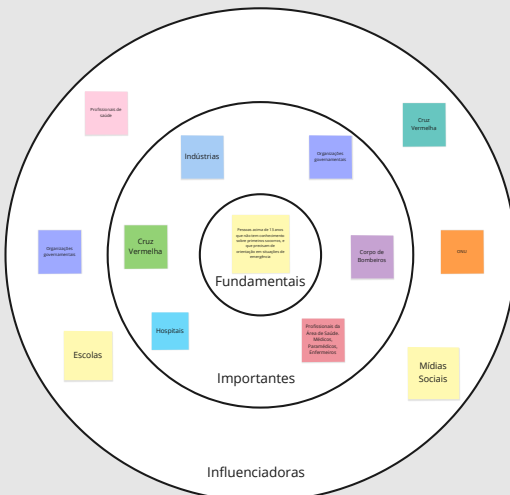 Profissionais de
saúde
Cruz
Vermelha
Indústrias
Organizações
governamentais
Pessoas acima de 13 anos
que não tem conhecimento
sobre primeiros socorros, e
que precisam de
orientação em situações de
emergência
Cruz
Vermelha
Organizações
governamentais
Corpo de
Bombeiros
Fundamentais
Hospitais
Profissionais da
Área de Saúde,
Médicos,
Paramédicos,
Enfermeiros
Escolas
Mídias
Sociais
Importantes
Influenciadoras